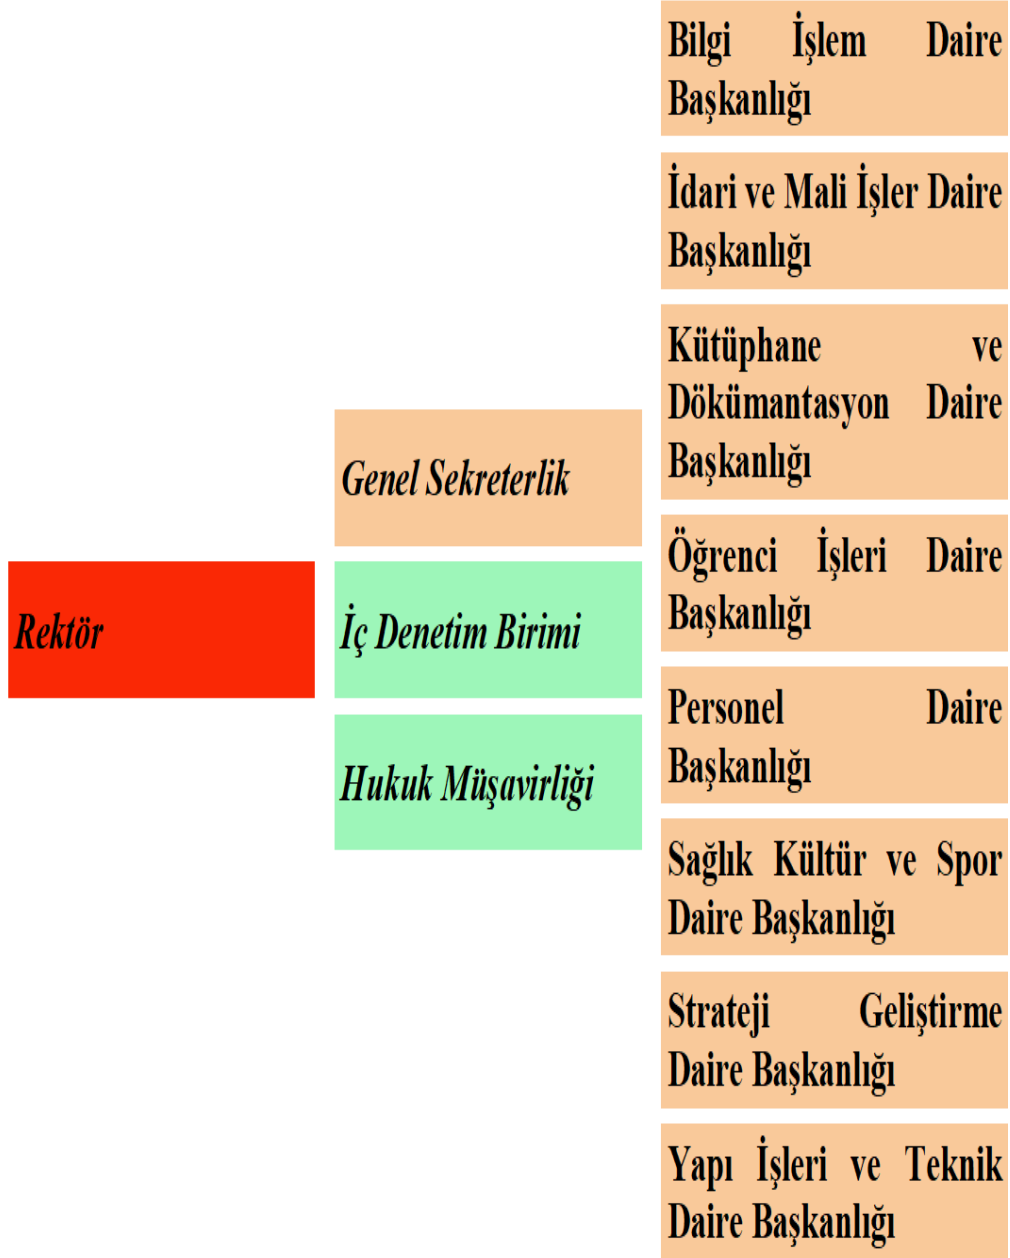 Rektör
Genel Sekreterlik
İç Denetim Birimi
Hukuk Müşavirliği
Bilgi İşlem Daire
Başkanlığı
İdari ve Mali İşler Daire
Başkanlığı
Kütüphane ve
Dökümantasyon Daire
Başkanlığı
Öğrenci İşleri Daire
Başkanlığı
Personel Daire
Başkanlığı
Sağlık Kültür ve Spor
Daire Başkanlığı
Strateji Geliştirme
Daire Başkanlığı
Yapı İşleri ve Teknik
Daire Başkanlığı